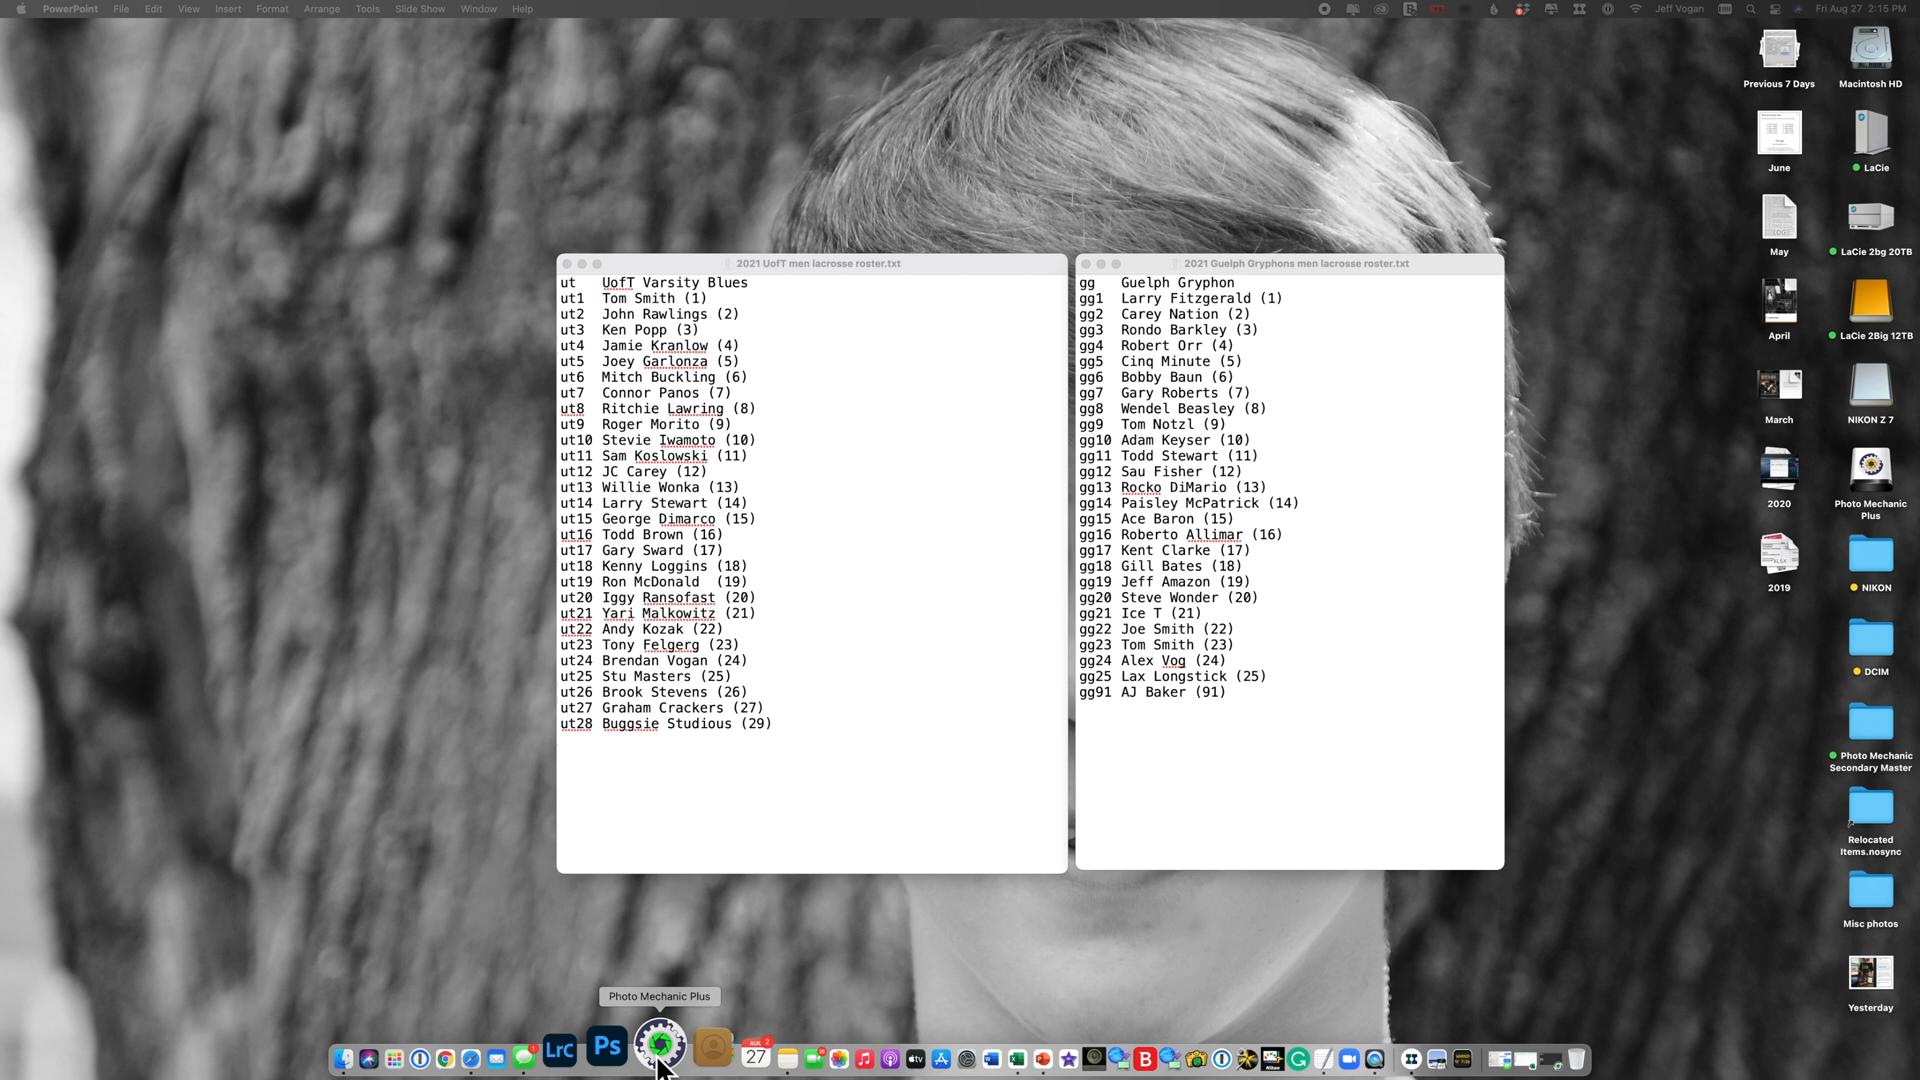 PowerPoint File Edit View Insert Format Arrange Tools Slide Show Window Help
Jeff Vogan Fri Aug 27 2:15 PM
2021 UofT men lacrosse roster.txt
ut UofT Varsity Blues
ut1 Tom Smith (1)
ut2 John Rawlings (2)
ut3 Ken Popp (3)
ut4 Jamie Kranlow (4)
ut5 Joey Garlonza (5)
ut6 Mitch Buckling (6)
ut7 Connor Panos (7)
ut8 Ritchie Lawring (8)
ut9 Roger Morito (9)
ut10 Stevie Iwamoto (10)
ut11 Sam Koslowski (11)
ut12 JC Carey (12)
ut13 Willie Wonka (13)
ut14 Larry Stewart (14)
ut15 George Dimarco (15)
ut16 Todd Brown (16)
ut17 Gary Sward (17)
ut18 Kenny Loggins (18)
ut19 Ron McDonald (19)
ut20 Iggy Ransofast (20)
ut21 Yari Malkowitz (21)
ut22 Andy Kozak (22)
ut23 Tony Felgerg (23)
ut24 Brendan Vogan (24)
ut25 Stu Masters (25)
ut26 Brook Stevens (26)
ut27 Graham Crackers (27)
ut28 Buggsie Studious (29)
2021 Guelph Gryphons men lacrosse roster.txt
gg Guelph Gryphon
gg1 Larry Fitzgerald (1)
gg2 Carey Nation (2)
gg3 Rondo Barkley (3)
gg4 Robert Orr (4)
gg5 Cinq Minute (5)
gg6 Bobby Baun (6)
gg7 Gary Roberts (7)
gg8 Wendel Beasley (8)
gg9 Tom Notzl (9)
gg10 Adam Keyser (10)
gg11 Todd Stewart (11)
gg12 Sau Fisher (12)
gg13 Rocko DiMario (13)
gg14 Paisley McPatrick (14)
gg15 Ace Baron (15)
gg16 Roberto Allimar (16)
gg17 Kent Clarke (17)
gg18 Gill Bates (18)
gg19 Jeff Amazon (19)
gg20 Steve Wonder (20)
gg21 Ice T (21)
gg22 Joe Smith (22)
gg23 Tom Smith (23)
gg24 Alex Vog (24)
gg25 Lax Longstick (25)
gg91 AJ Baker (91)
Previous 7 Days
Macintosh HD
June
LaCie
May
LaCie 2bg 20TB
April
LaCie 2Big 12TB
March
NIKON Z 7
2020
Photo Mechanic
Plus
2019
NIKON
DCIM
Photo Mechanic
Secondary Master
Relocated
Items.nosync
Misc photos
Yesterday
Photo Mechanic Plus
LrC
Ps
AUG
27
2
tv
B